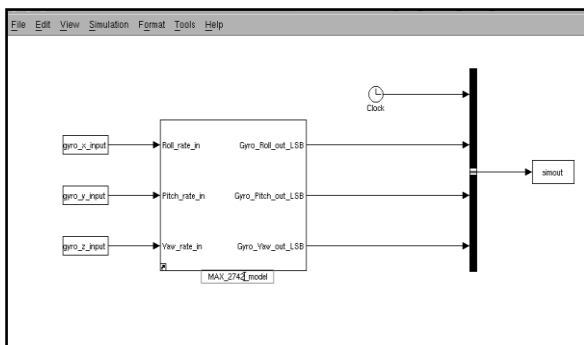 File Edit View Simulation Format Tools Help
Clock
gyro_x_input
Roll_rate_in
Gyro_Roll_out_LSB
simout
gyro_y_input
Pitch_rate_in
Gyro_Pitch_out_LSB
gyro_z_input
Yaw_rate_in
Gyro_Yaw_out_LSB
MAX_2742_model